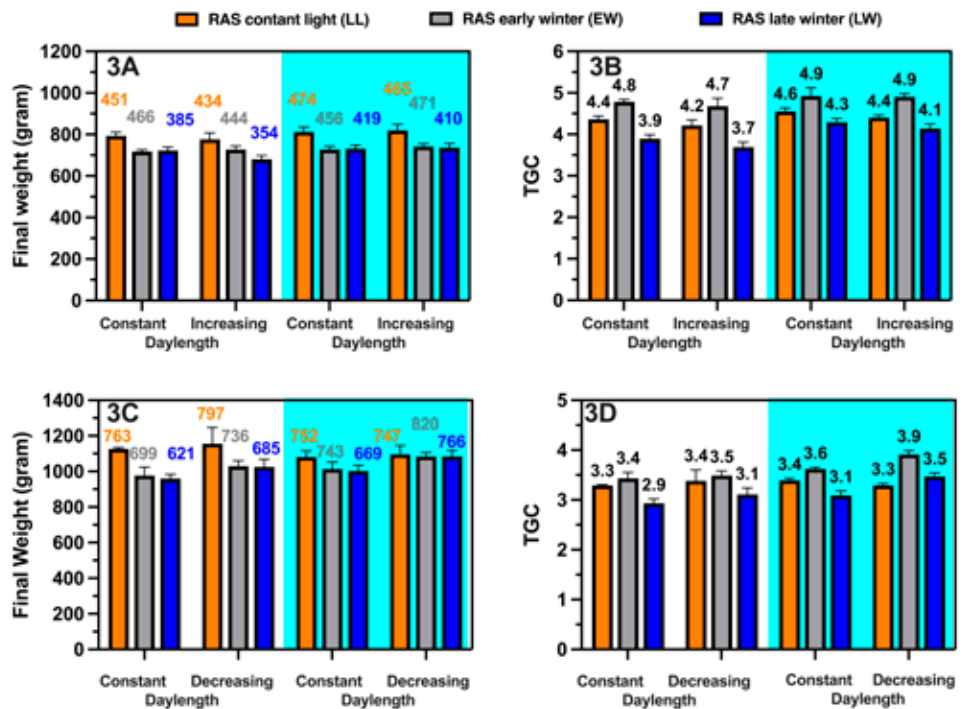 RAS contant light (LL) RAS early winter (EW) RAS late winter (LW)
3A
Final weight (gram)
1200
1000
800
600
400
200
0
451 466 385 434 444 354 474 456 419 465 471 410
Constant Increasing Constant Increasing
Daylength Daylength
3B
TGC
6
5
4
3
2
1
0
4.4 4.8 3.9 4.2 4.7 3.7 4.6 4.9 4.3 4.4 4.9 4.1
Constant Increasing Constant Increasing
Daylength Daylength
3C
Final Weight (gram)
1400
1200
1000
800
600
400
200
0
763 699 621 797 736 685 752 743 669 747 820 766
Constant Decreasing Constant Decreasing
Daylength Daylength
3D
TGC
5
4
3
2
1
0
3.3 3.4 2.9 3.4 3.5 3.1 3.4 3.6 3.1 3.3 3.9 3.5
Constant Decreasing Constant Decreasing
Daylength Daylength